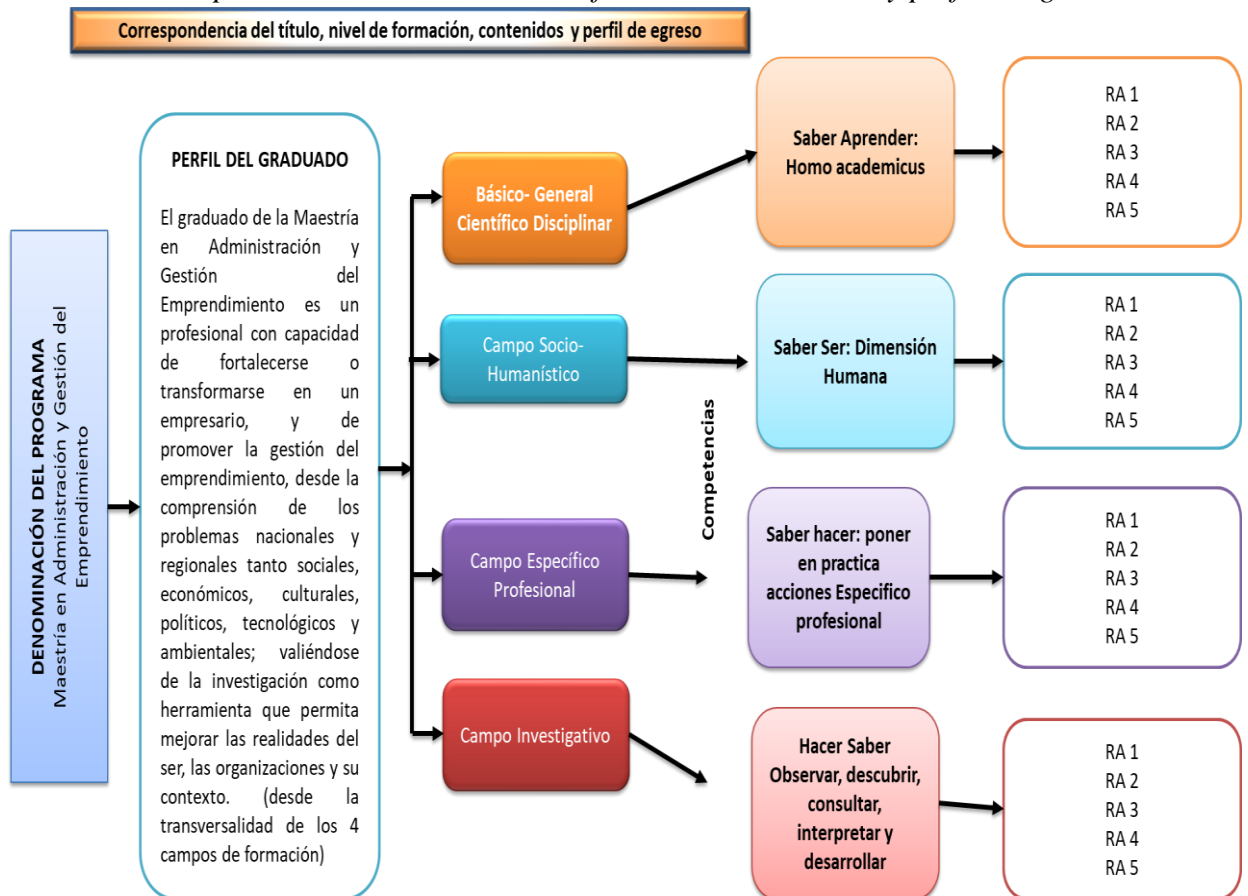 Correspondencia del título, nivel de formación, contenidos y perfil de egreso
DENOMINACIÓN DEL PROGRAMA
Maestría en Administración y Gestión del
Emprendimiento
PERFIL DEL GRADUADO
El graduado de la Maestría
en Administración y
Gestión del
Emprendimiento es un
profesional con capacidad
de fortalecerse o
transformarse en un
empresario, y de
promover la gestión del
emprendimiento, desde la
comprensión de los
problemas nacionales y
regionales tanto sociales,
económicos, culturales,
políticos, tecnológicos y
ambientales; valiéndose
de la investigación como
herramienta que permita
mejorar las realidades del
ser, las organizaciones y su
contexto. (desde la
transversalidad de los 4
campos de formación)
Básico- General
Científico Disciplinar
Campo Socio-
Humanístico
Campo Específico
Profesional
Campo Investigativo
Competencias
Saber Aprender:
Homo academicus
RA 1
RA 2
RA 3
RA 4
RA 5
Saber Ser: Dimensión
Humana
RA 1
RA 2
RA 3
RA 4
RA 5
Saber hacer: poner
en practica
acciones Especifico
profesional
RA 1
RA 2
RA 3
RA 4
RA 5
Hacer Saber
Observar, descubrir,
consultar,
interpretar y
desarrollar
RA 1
RA 2
RA 3
RA 4
RA 5